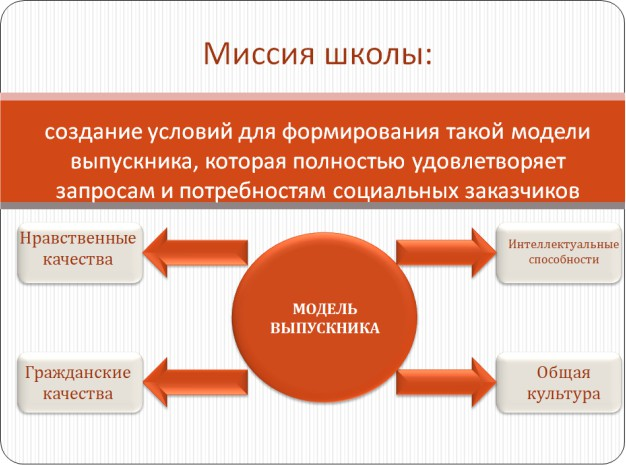 Миссия школы:
создание условий для формирования такой модели
выпускника, которая полностью удовлетворяет
запросам и потребностям социальных заказчиков
Нравственные
качества
Интеллектуальные
способности
МОДЕЛЬ
ВЫПУСКНИКА
Гражданские
качества
Общая
культура